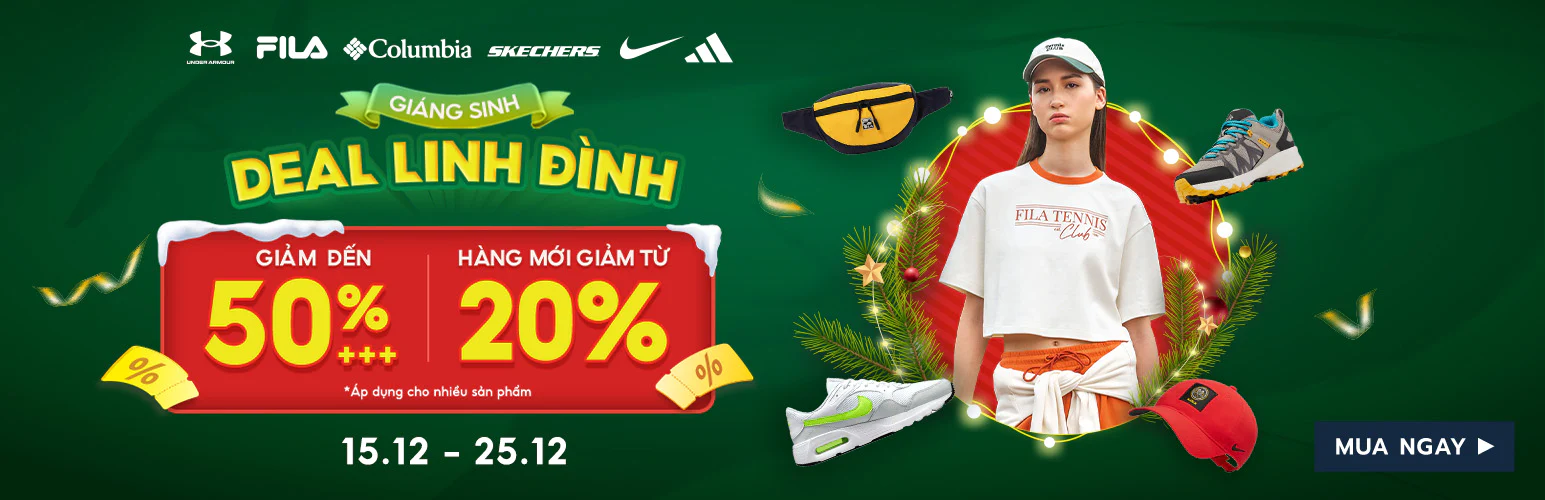 UNDER ARMOUR
FILA
Columbia
SKECHERS
GIÁNG SINH
DEAL LINH ĐÌNH
GIẢM ĐẾN
50%
+++
HÀNG MỚI GIẢM TỪ
20%
%
%
*Áp dụng cho nhiều sản phẩm
15.12 - 25.12
FILA TENNIS
Club
MUA NGAY